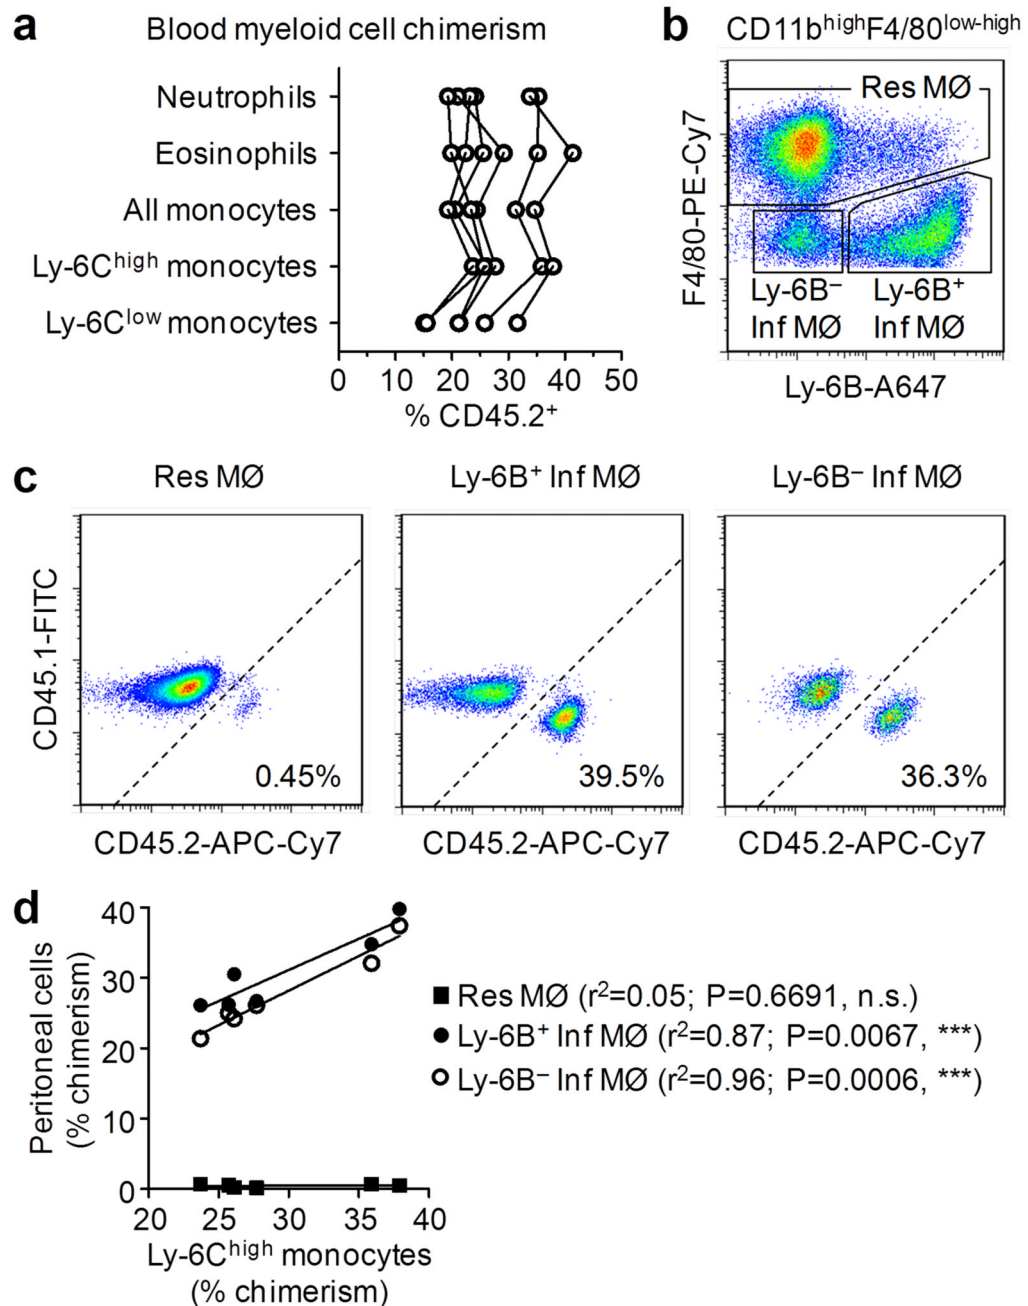 a
Blood myeloid cell chimerism
Neutrophils
Eosinophils
All monocytes
Ly-6Chigh monocytes
Ly-6Clow monocytes
0 10 20 30 40 50
% CD45.2+
b
CD11bhighF4/80low-high
Res MØ
F4/80-PE-Cy7
Ly-6B– Ly-6B+
Inf MØ Inf MØ
Ly-6B-A647
c
Res MØ Ly-6B+ Inf MØ Ly-6B– Inf MØ
CD45.1-FITC
0.45% 39.5% 36.3%
CD45.2-APC-Cy7 CD45.2-APC-Cy7 CD45.2-APC-Cy7
d
Peritoneal cells
(% chimerism)
40
30
20
10
0
20 25 30 35 40
Ly-6Chigh monocytes
(% chimerism)
Res MØ (r2=0.05; P=0.6691, n.s.)
Ly-6B+ Inf MØ (r2=0.87; P=0.0067, ***)
Ly-6B– Inf MØ (r2=0.96; P=0.0006, ***)